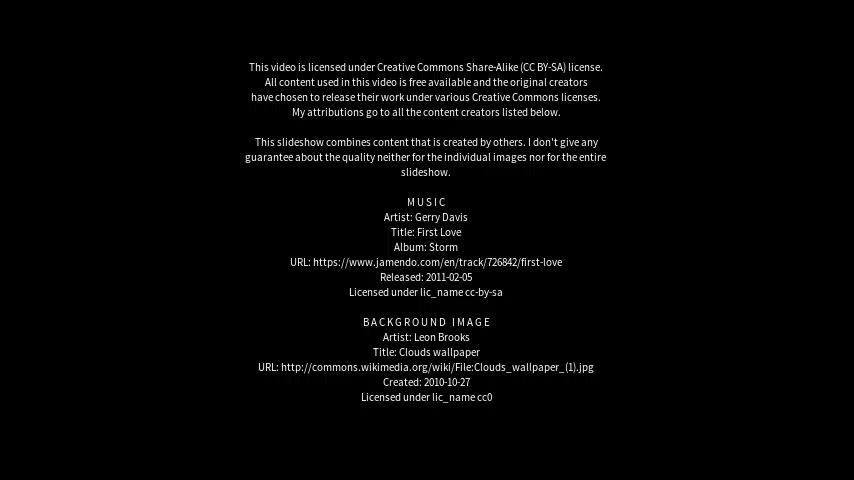 This video is licensed under Creative Commons Share-Alike (CC BY-SA) license.
All content used in this video is free available and the original creators
have chosen to release their work under various Creative Commons licenses.
My attributions go to all the content creators listed below.
This slideshow combines content that is created by others. I don't give any
guarantee about the quality neither for the individual images nor for the entire
slideshow.
MUSIC
Artist: Gerry Davis
Title: First Love
Album: Storm
URL: https://www.jamendo.com/en/track/726842/first-love
Released: 2011-02-05
Licensed under lic_name cc-by-sa
BACKGROUND IMAGE
Artist: Leon Brooks
Title: Clouds wallpaper
URL: http://commons.wikimedia.org/wiki/File:Clouds_wallpaper_(1).jpg
Created: 2010-10-27
Licensed under lic_name cc0